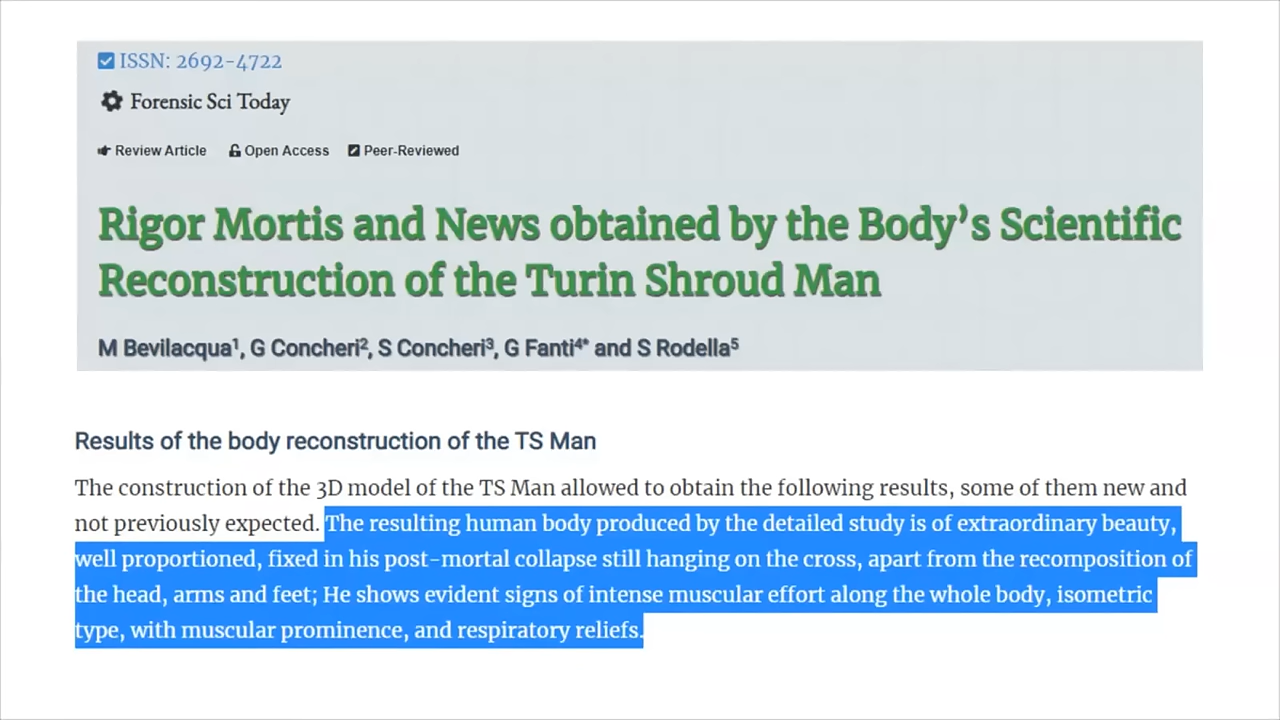 ISSN: 2692-4722
Forensic Sci Today
Review Article Open Access Peer-Reviewed
Rigor Mortis and News obtained by the Body’s Scientific
Reconstruction of the Turin Shroud Man
M Bevilacqua¹, G Concheri², S Concheri³, G Fanti⁴* and S Rodella⁵
Results of the body reconstruction of the TS Man
The construction of the 3D model of the TS Man allowed to obtain the following results, some of them new and
not previously expected. The resulting human body produced by the detailed study is of extraordinary beauty,
well proportioned, fixed in his post-mortal collapse still hanging on the cross, apart from the recomposition of
the head, arms and feet; He shows evident signs of intense muscular effort along the whole body, isometric
type, with muscular prominence, and respiratory reliefs.